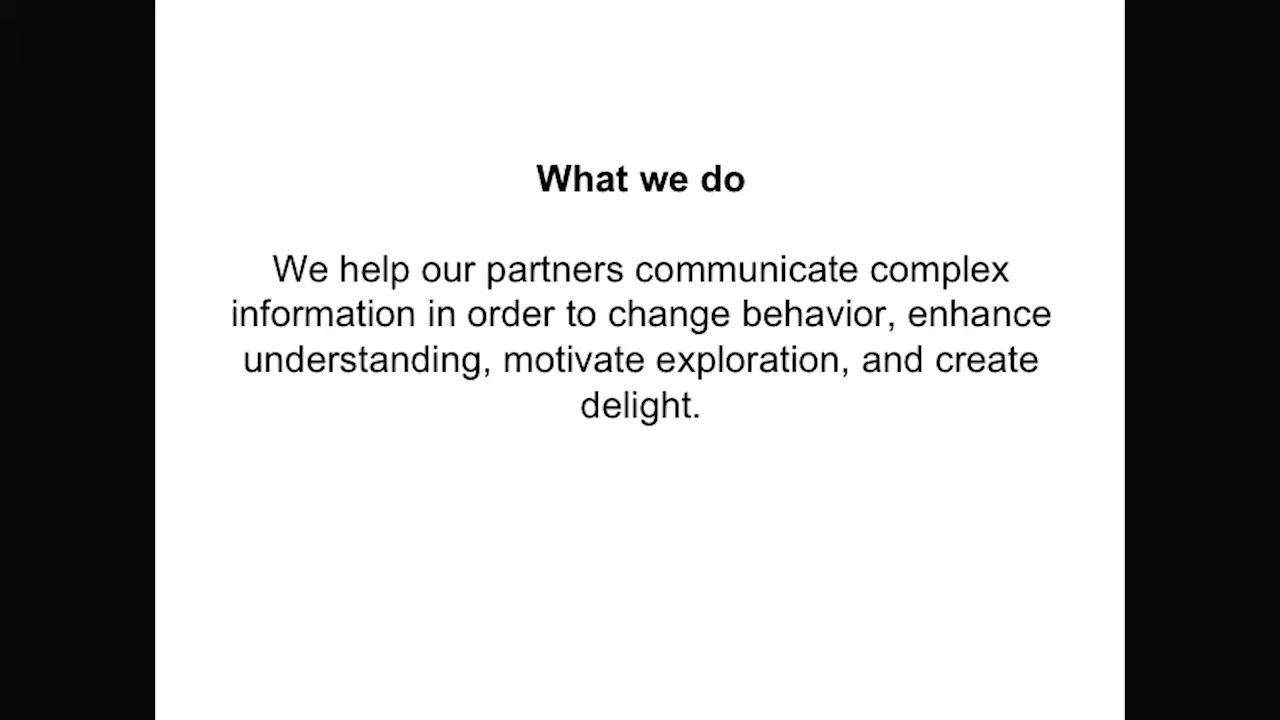 What we do
We help our partners communicate complex
information in order to change behavior, enhance
understanding, motivate exploration, and create
delight.